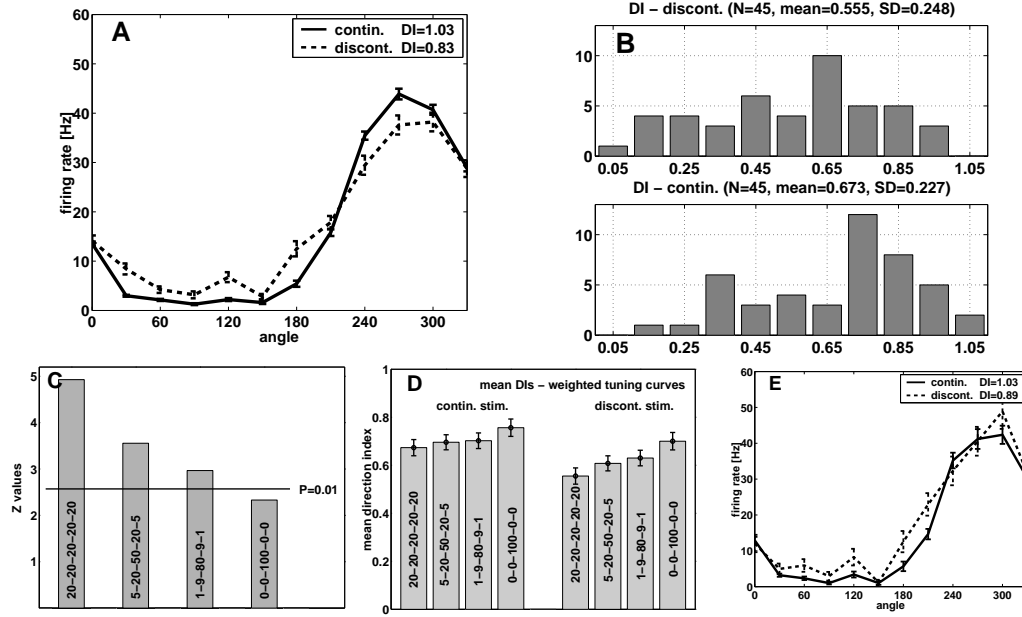 A
contin. DI=1.03
discont. DI=0.83
firing rate [Hz]
60
50
40
30
20
10
0
0 60 120 180 240 300
angle
DI − discont. (N=45, mean=0.555, SD=0.248)
B
10
5
0
0.05 0.25 0.45 0.65 0.85 1.05
DI − contin. (N=45, mean=0.673, SD=0.227)
10
5
0
0.05 0.25 0.45 0.65 0.85 1.05
C
Z values
5
4
3
2
1
P=0.01
20−20−20−20−20
5−20−50−20−5
1−9−80−9−1
0−0−100−0−0
D
mean DIs − weighted tuning curves
contin. stim. discont. stim.
mean direction index
1
0.8
0.6
0.4
0.2
0
20−20−20−20−20
5−20−50−20−5
1−9−80−9−1
0−0−100−0−0
20−20−20−20−20
5−20−50−20−5
1−9−80−9−1
0−0−100−0−0
E
contin. DI=1.03
discont. DI=0.89
firing rate [Hz]
60
50
40
30
20
10
0
0 60 120 180 240 300
angle